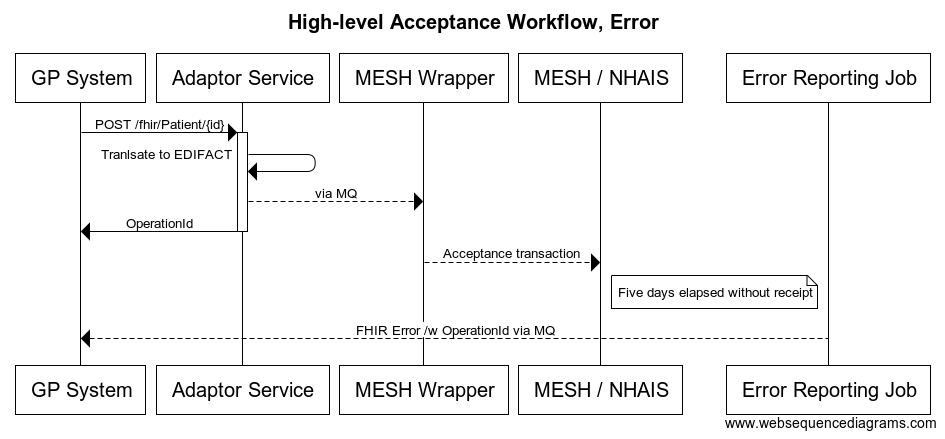 High-level Acceptance Workflow, Error
GP System
Adaptor Service
MESH Wrapper
MESH / NHAIS
Error Reporting Job
POST /fhir/Patient/{id}
Tranlsate to EDIFACT
via MQ
OperationId
Acceptance transaction
Five days elapsed without receipt
FHIR Error /w OperationId via MQ
GP System
Adaptor Service
MESH Wrapper
MESH / NHAIS
Error Reporting Job
www.websequencediagrams.com